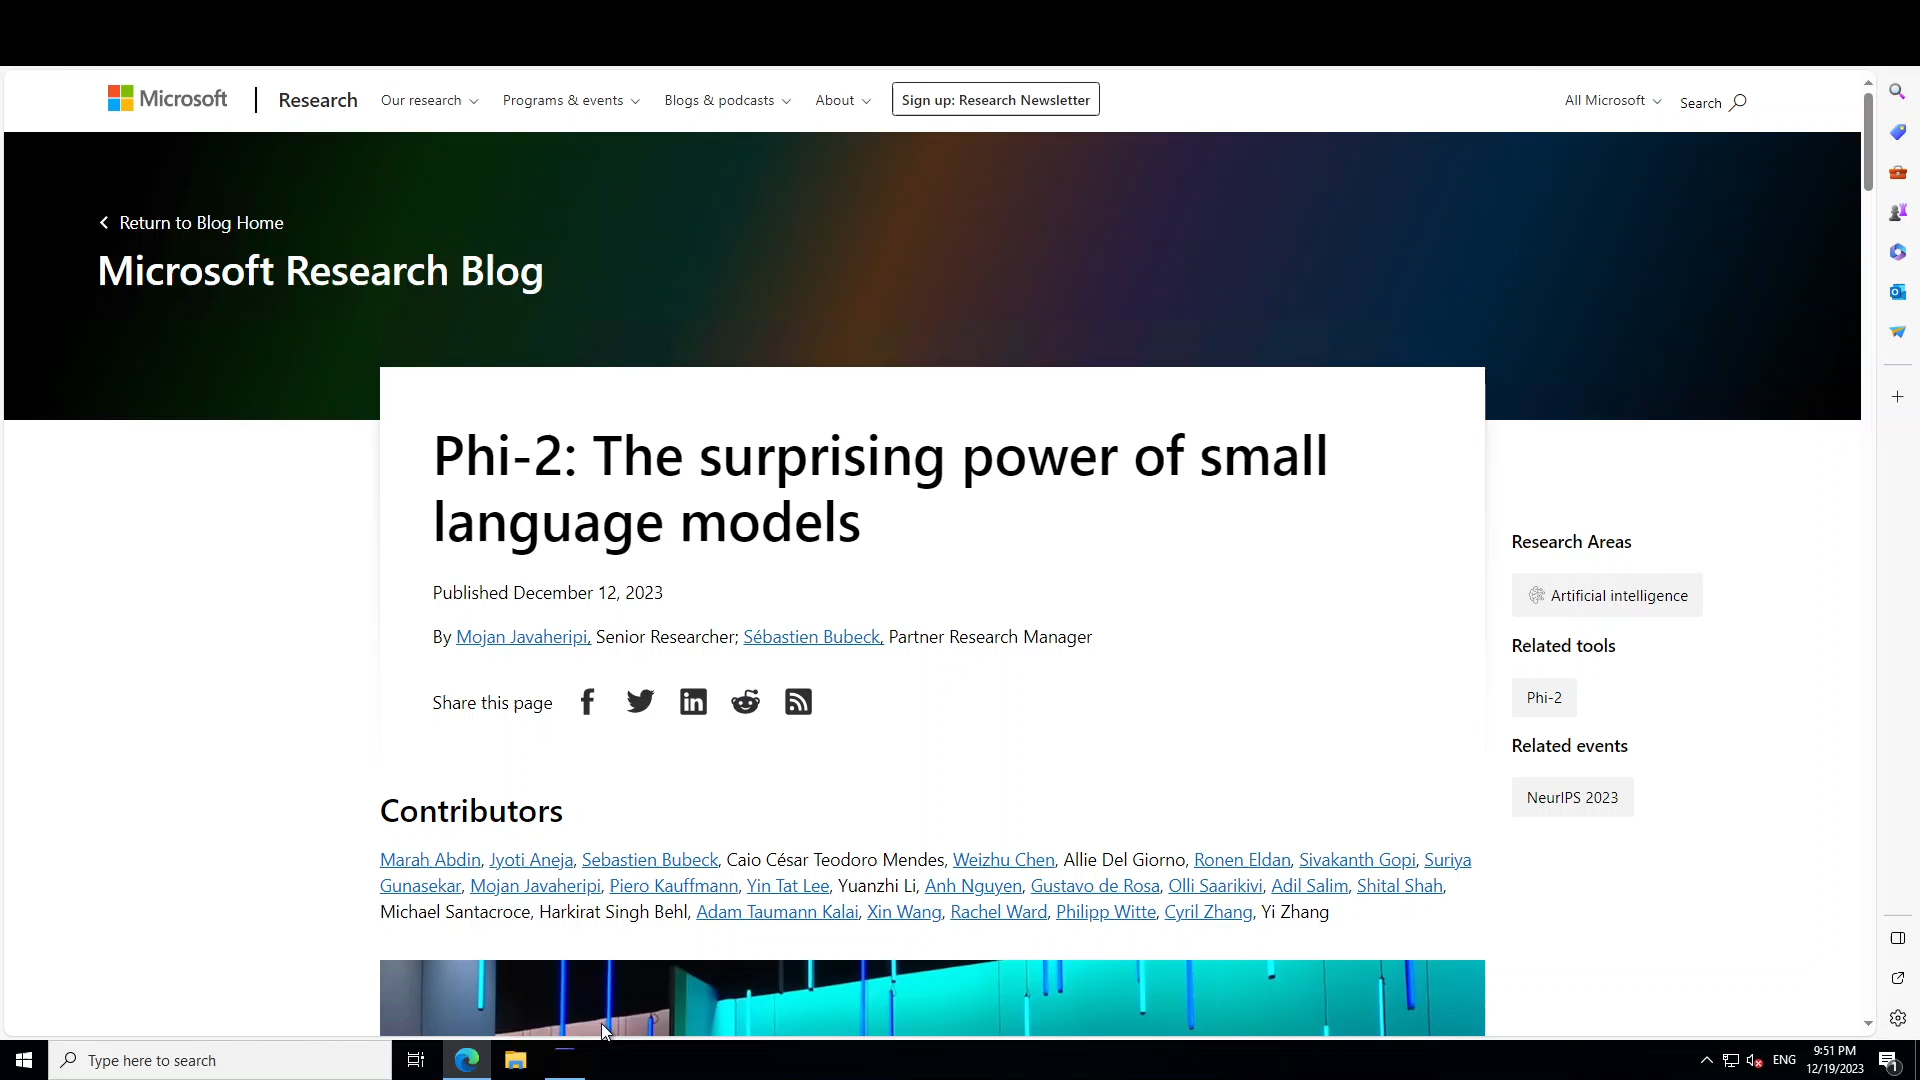 Microsoft
Research
Our research
Programs & events
Blogs & podcasts
About
Sign up: Research Newsletter
All Microsoft
Search
Return to Blog Home
Microsoft Research Blog
Phi-2: The surprising power of small
language models
Published December 12, 2023
By Mojan Javaheripi, Senior Researcher; Sébastien Bubeck, Partner Research Manager
Share this page
Research Areas
Artificial intelligence
Related tools
Phi-2
Related events
NeurIPS 2023
Contributors
Marah Abdin, Jyoti Aneja, Sebastien Bubeck, Caio César Teodoro Mendes, Weizhu Chen, Allie Del Giorno, Ronen Eldan, Sivakanth Gopi, Suriya
Gunasekar, Mojan Javaheripi, Piero Kauffmann, Yin Tat Lee, Yuanzhi Li, Anh Nguyen, Gustavo de Rosa, Olli Saarikivi, Adil Salim, Shital Shah,
Michael Santacroce, Harkirat Singh Behl, Adam Taumann Kalai, Xin Wang, Rachel Ward, Philipp Witte, Cyril Zhang, Yi Zhang
Type here to search
ENG
9:51 PM
12/19/2023
1